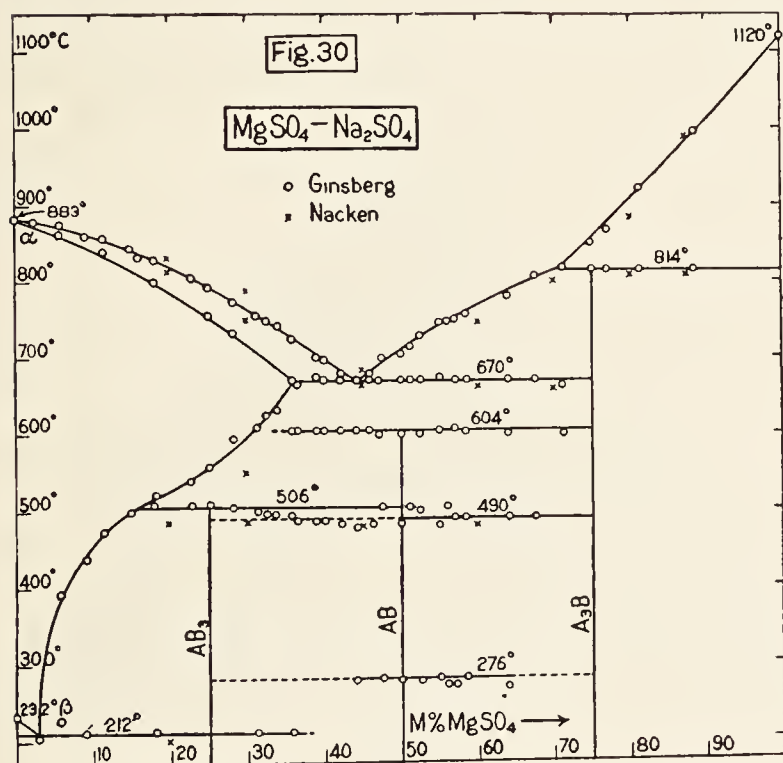 1100°C
Fig.30
1120°
MgSO₄—Na₂SO₄
1000°
o Ginsberg
x Nacken
900°
883°
α
814°
800°
700°
670°
604°
600°
506°
490°
500°
400°
AB₃
AB
A₃B
300°
276°
232° β
212°
M%MgSO₄ →
10 20 30 40 50 60 70 80 90